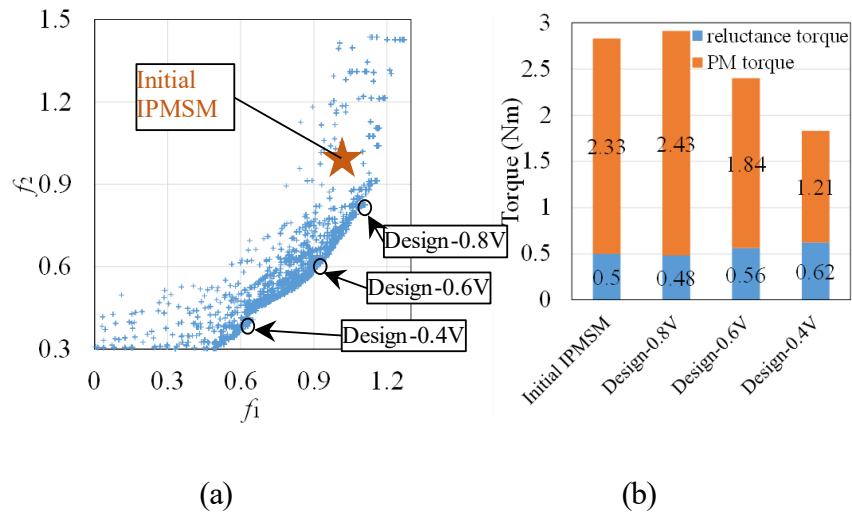 1.5
1.2
0.9
0.6
0.3
f2
Initial
IPMSM
Design-0.8V
Design-0.6V
Design-0.4V
0
0.3
0.6
0.9
1.2
f1
(a)
3
2.5
2
1.5
1
0.5
0
Torque (Nm)
reluctance torque
PM torque
2.33
2.43
1.84
1.21
0.5
0.48
0.56
0.62
Initial IPMSM
Design-0.8V
Design-0.6V
Design-0.4V
(b)